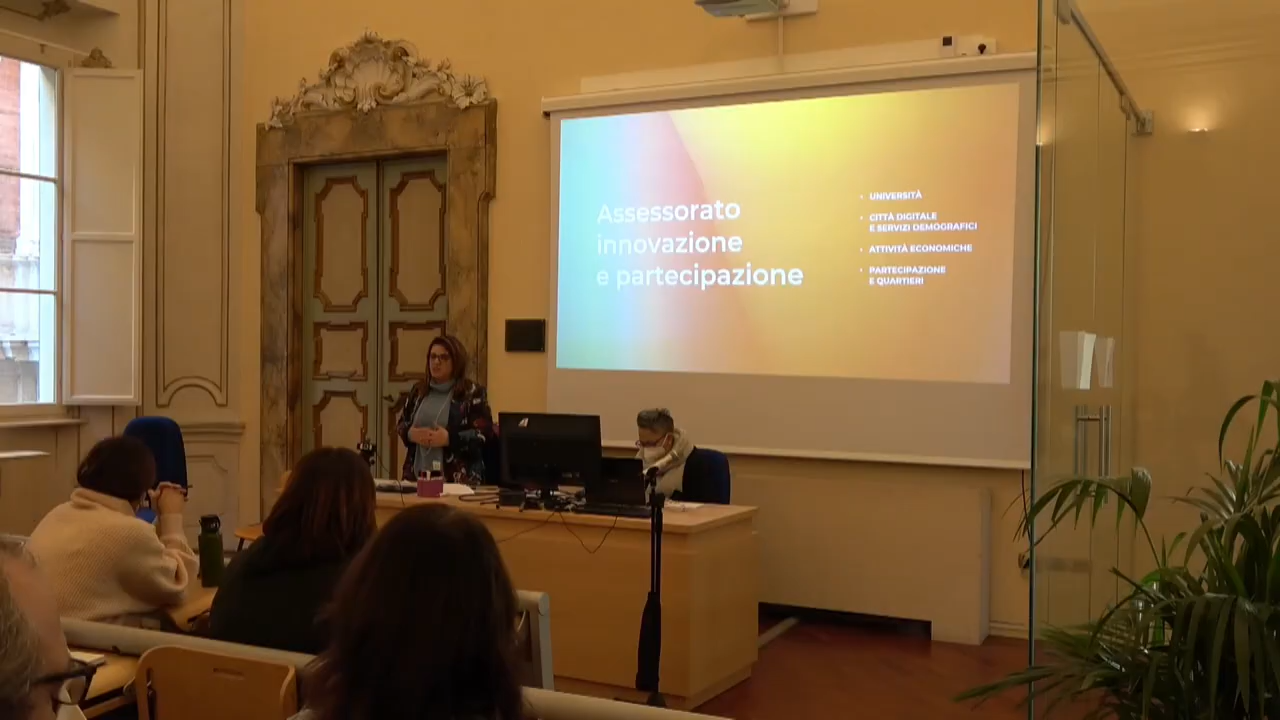 Assessorato
innovazione
e partecipazione
UNIVERSITÀ
CITTÀ DIGITALE
E SERVIZI DEMOGRAFICI
ATTIVITÀ ECONOMICHE
PARTECIPAZIONE
E QUARTIERI